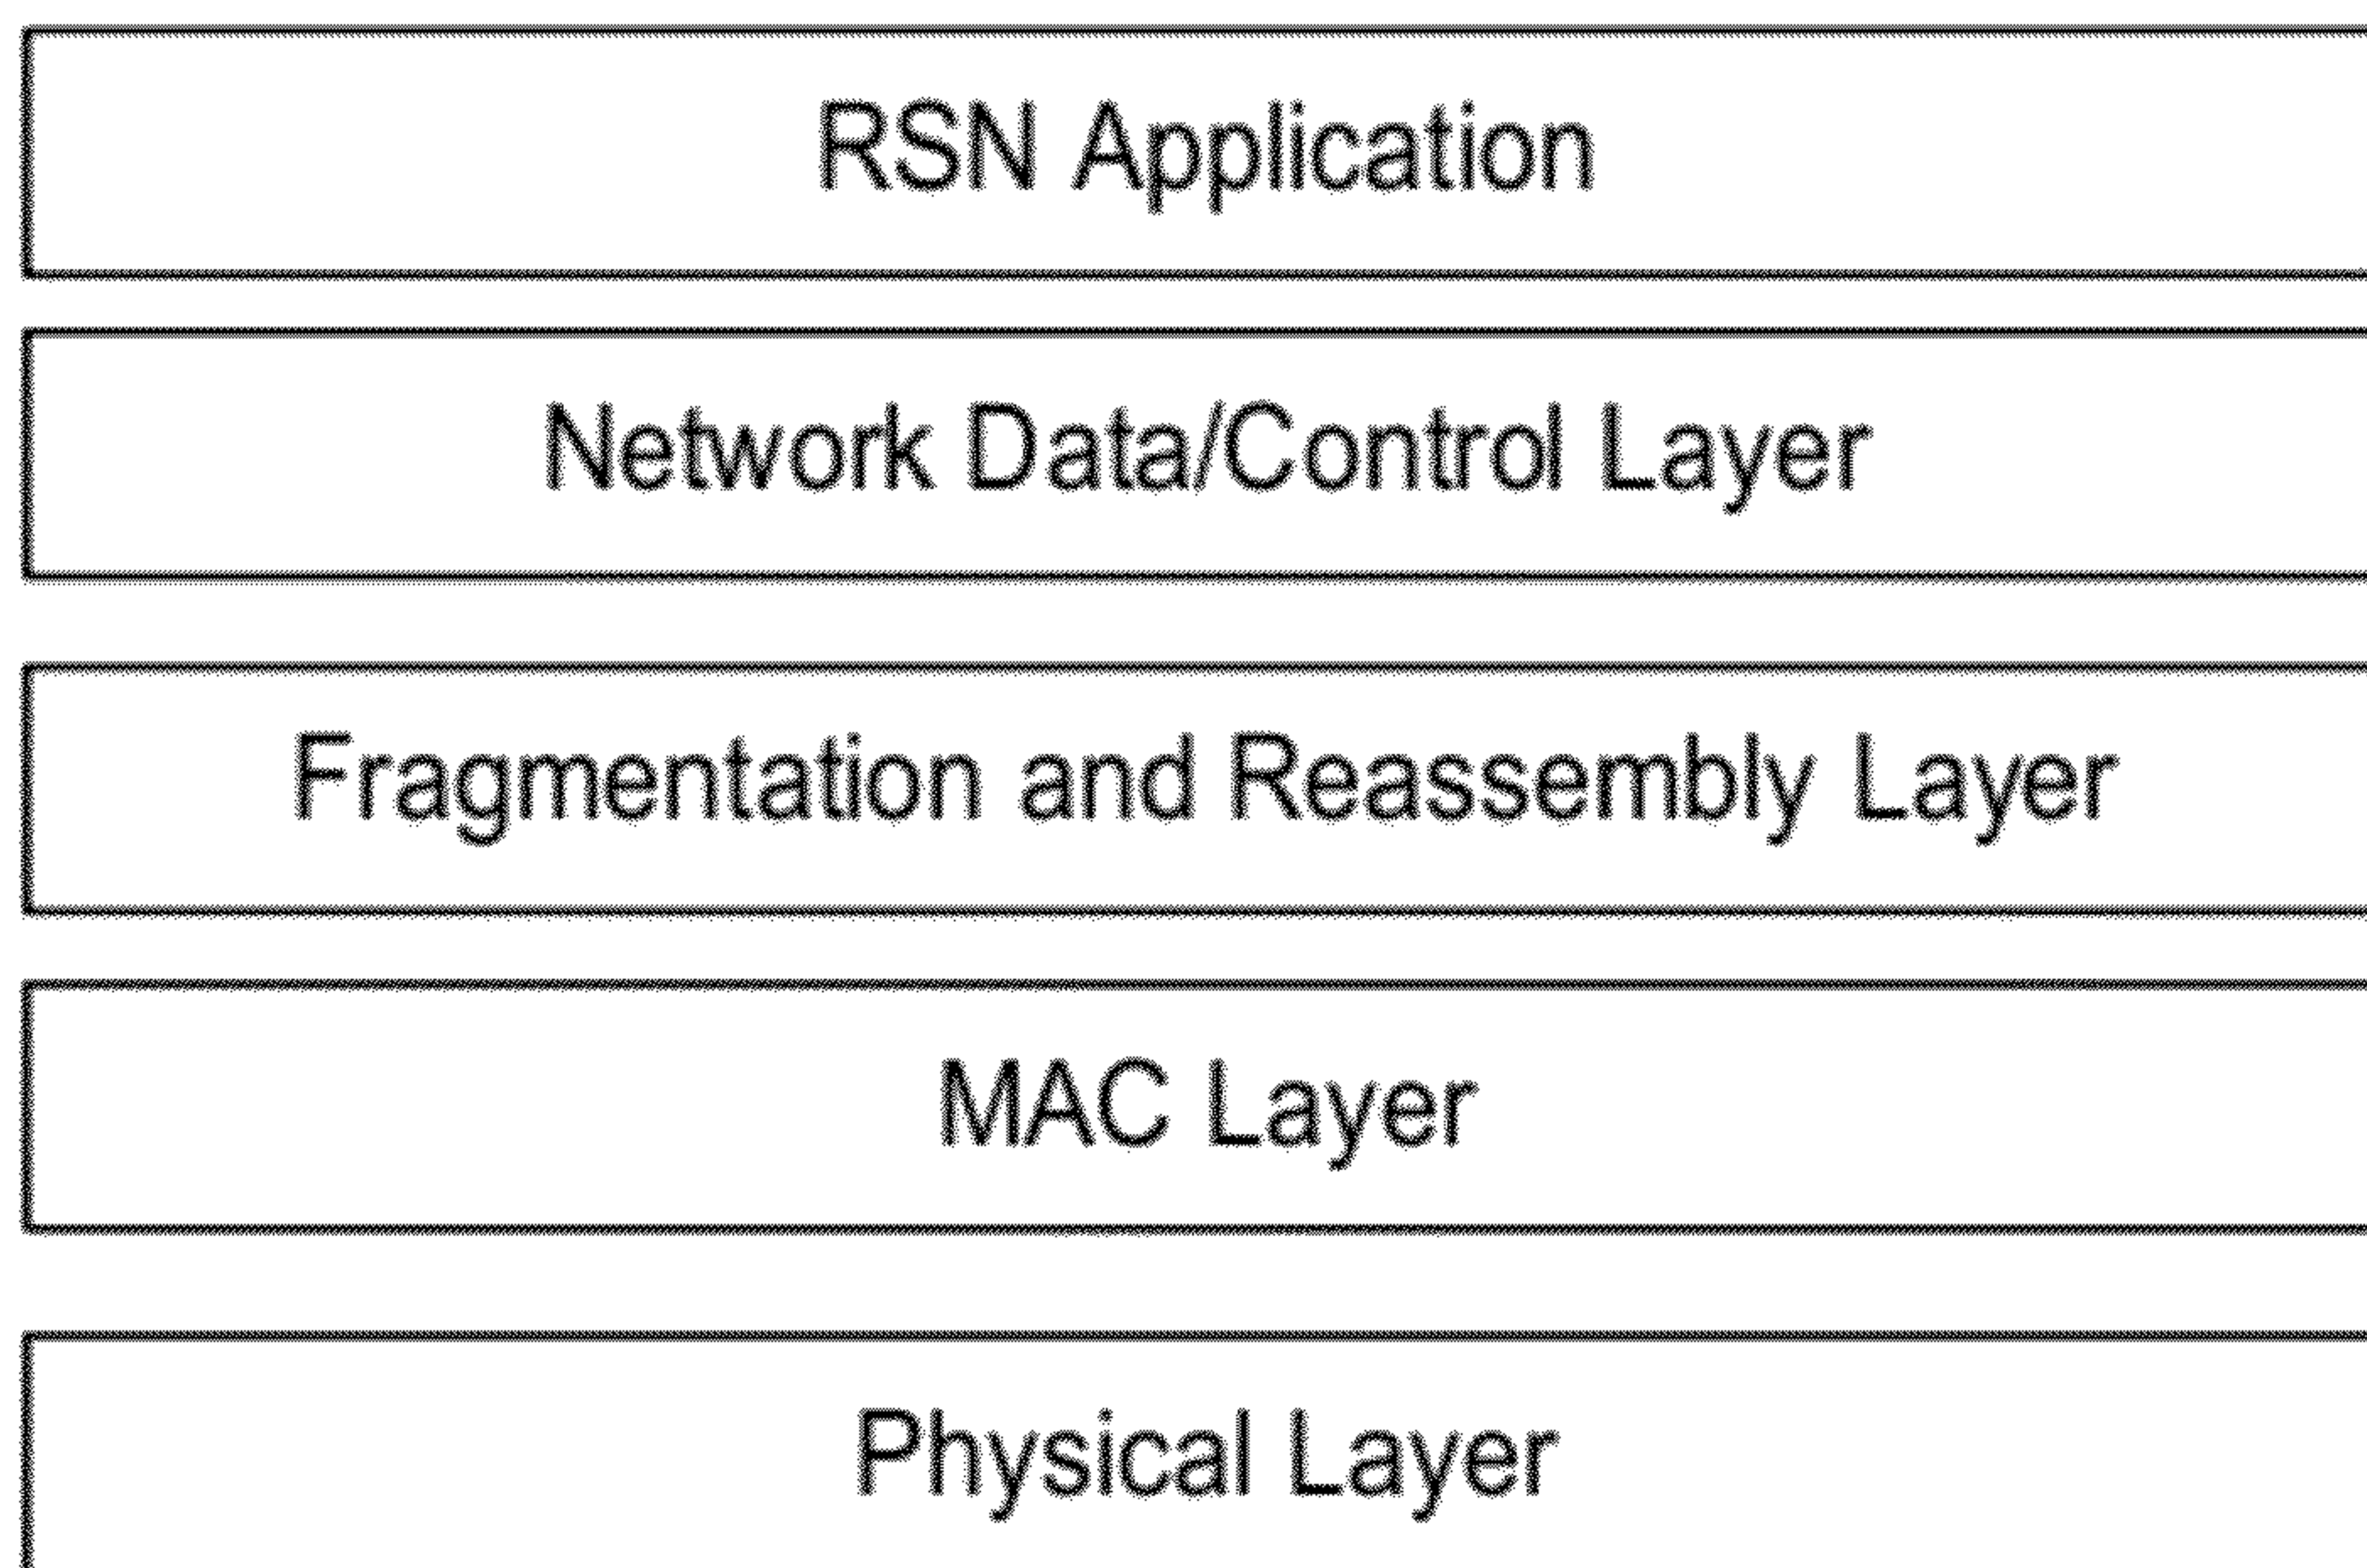 RSN Application
Network Data/Control Layer
Fragmentation and Reassembly Layer
MAC Layer
Physical Layer